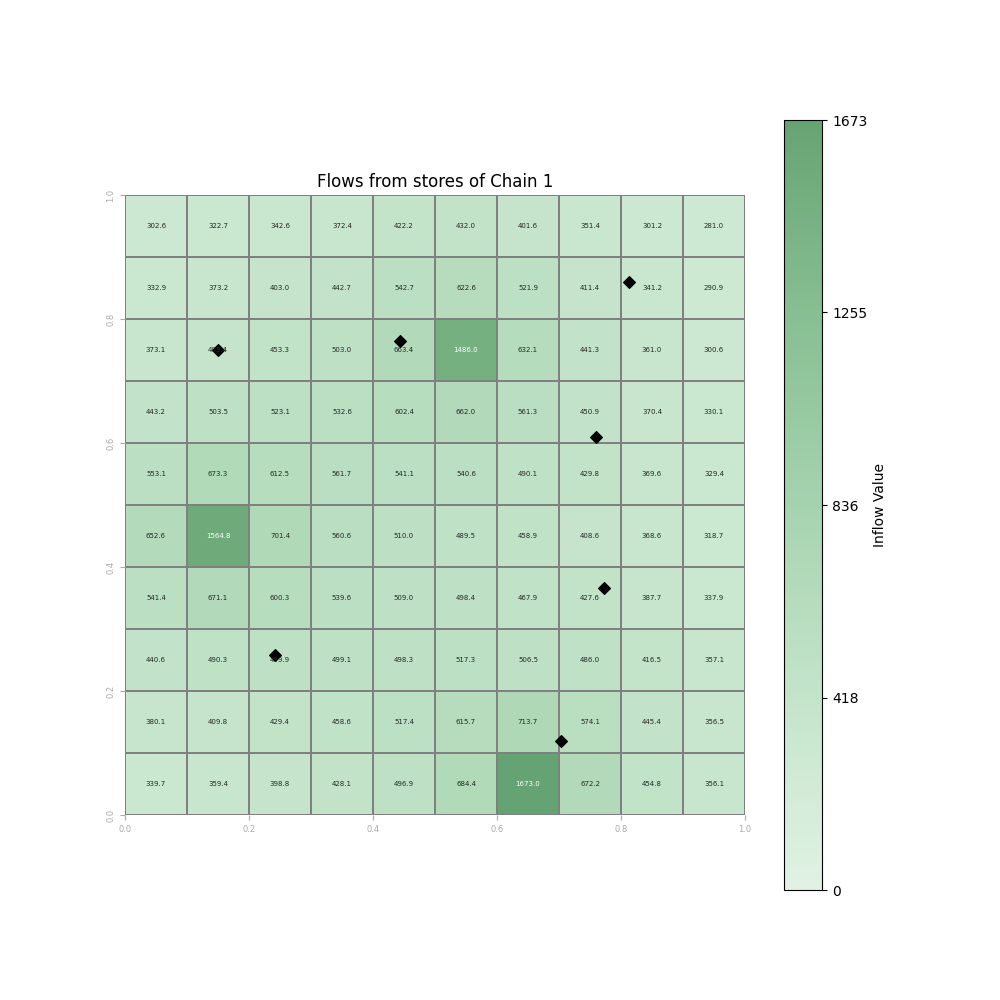 Flows from stores of Chain 1
1673
1.0
302.6 322.7 342.6 372.4 422.2 432.0 401.6 351.4 301.2 281.0
332.9 373.2 403.0 442.7 542.7 622.6 521.9 411.4 341.2 290.9
1255
0.8
373.1 453.3 503.0 663.4 1486.0 632.1 441.3 361.0 300.6
443.2 503.5 523.1 532.6 602.4 662.0 561.3 450.9 370.4 330.1
0.6
553.1 673.3 612.5 561.7 541.1 540.6 490.1 429.8 369.6 329.4
836
Inflow Value
652.6 1564.8 701.4 560.6 510.0 489.5 458.9 408.6 368.6 318.7
0.4
541.4 671.1 600.3 539.6 509.0 498.4 467.9 427.6 387.7 337.9
440.6 490.3 499.1 498.3 517.3 506.5 486.0 416.5 357.1
0.2
418
380.1 409.8 429.4 458.6 517.4 615.7 713.7 574.1 445.4 356.5
339.7 359.4 398.8 428.1 496.9 684.4 1673.0 672.2 454.8 356.1
0.0
0.0 0.2 0.4 0.6 0.8 1.0
0